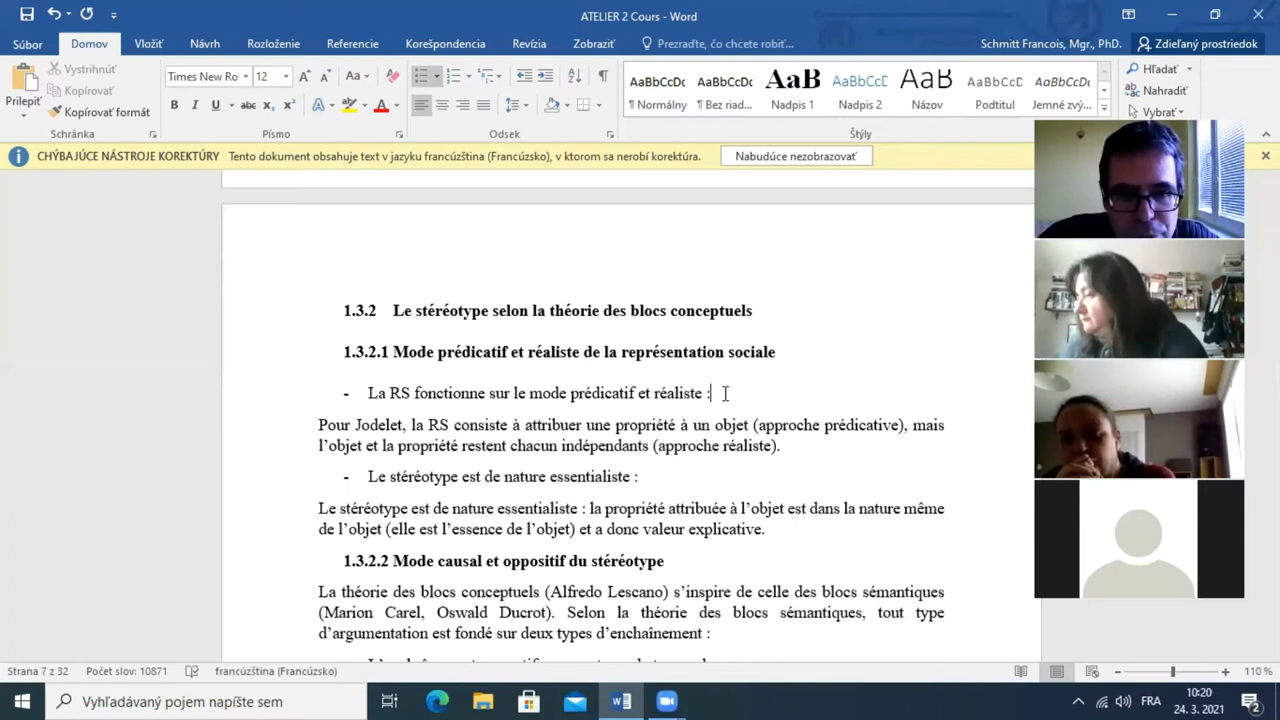 ATELIER 2 Cours - Word
Súbor Domov Vložiť Návrh Rozloženie Referencie Korešpondencia Revízia Zobraziť Prezraďte, čo chcete robiť... Schmitt Francois, Mgr., PhD. Zdieľaný prostriedok
Prilepiť
Vystrihnúť
Kopírovať
Kopírovať formát
Schránka
Times New Ro 12
Písmo
Odsek
AaBbCcDc AaBbCcDc AaB AaBbCcD AaB AaBbCcD AaBbCcDc
¶ Normálny ¶ Bez riad... Nadpis 1 Nadpis 2 Názov Podtitul Jemné zvý...
Štýly
Hľadať
Nahradiť
Vybrať
CHÝBAJÚCE NÁSTROJE KOREKTÚRY Tento dokument obsahuje text v jazyku francúzština (Francúzsko), v ktorom sa nerobí korektúra. Nabudúce nezobrazovať
1.3.2 Le stéréotype selon la théorie des blocs conceptuels
1.3.2.1 Mode prédicatif et réaliste de la représentation sociale
- La RS fonctionne sur le mode prédicatif et réaliste :
Pour Jodelet, la RS consiste à attribuer une propriété à un objet (approche prédicative), mais
l’objet et la propriété restent chacun indépendants (approche réaliste).
- Le stéréotype est de nature essentialiste :
Le stéréotype est de nature essentialiste : la propriété attribuée à l’objet est dans la nature même
de l’objet (elle est l’essence de l’objet) et a donc valeur explicative.
1.3.2.2 Mode causal et oppositif du stéréotype
La théorie des blocs conceptuels (Alfredo Lescano) s’inspire de celle des blocs sémantiques
(Marion Carel, Oswald Ducrot). Selon la théorie des blocs sémantiques, tout type
d’argumentation est fondé sur deux types d’enchaînement :
Strana 7 z 32 Počet slov: 10871 francúzština (Francúzsko) 110 %
Vyhľadávaný pojem napíšte sem
FRA
10:20
24. 3. 2021
2